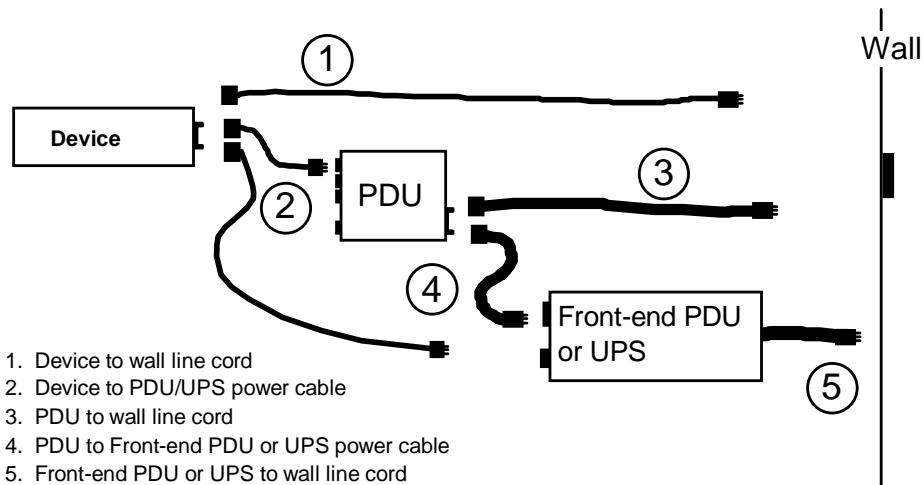 1
Wall
Device
2
PDU
3
4
Front-end PDU
or UPS
5
1. Device to wall line cord
2. Device to PDU/UPS power cable
3. PDU to wall line cord
4. PDU to Front-end PDU or UPS power cable
5. Front-end PDU or UPS to wall line cord